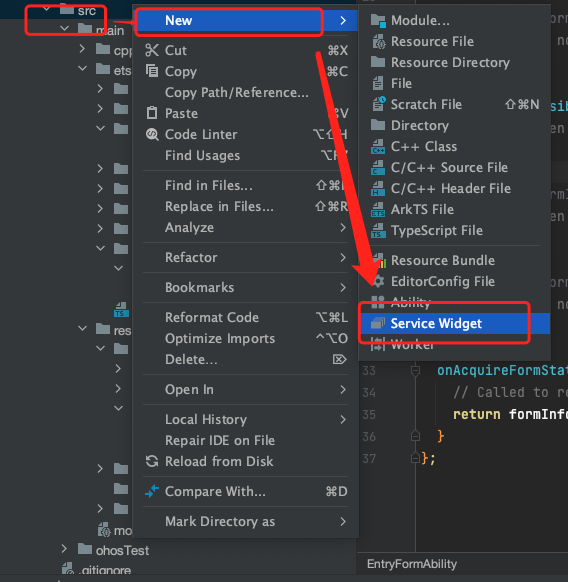 src
main
cpp
ets
res
mo
ohosTest
.gitignore
New
Cut ⌘X
Copy ⌘C
Copy Path/Reference...
Paste ⌘V
Code Linter ⌥⇧H
Find Usages
Find in Files...
Replace in Files... ⇧⌘R
Analyze
Refactor
Bookmarks
Reformat Code ⌥⌘L
Optimize Imports ^⌥O
Delete... ⌦
Open In
Local History
Repair IDE on File
Reload from Disk
Compare With... ⌘D
Mark Directory as
Module...
Resource File
Resource Directory
File
Scratch File ⇧⌘N
Directory
C++ Class
C/C++ Source File
C/C++ Header File
ArkTS File
TypeScript File
Resource Bundle
EditorConfig File
Ability
Service Widget
Worker
33 onAcquireFormStat
34 // Called to re
35 return formInfo
36 }
37 };
EntryFormAbility